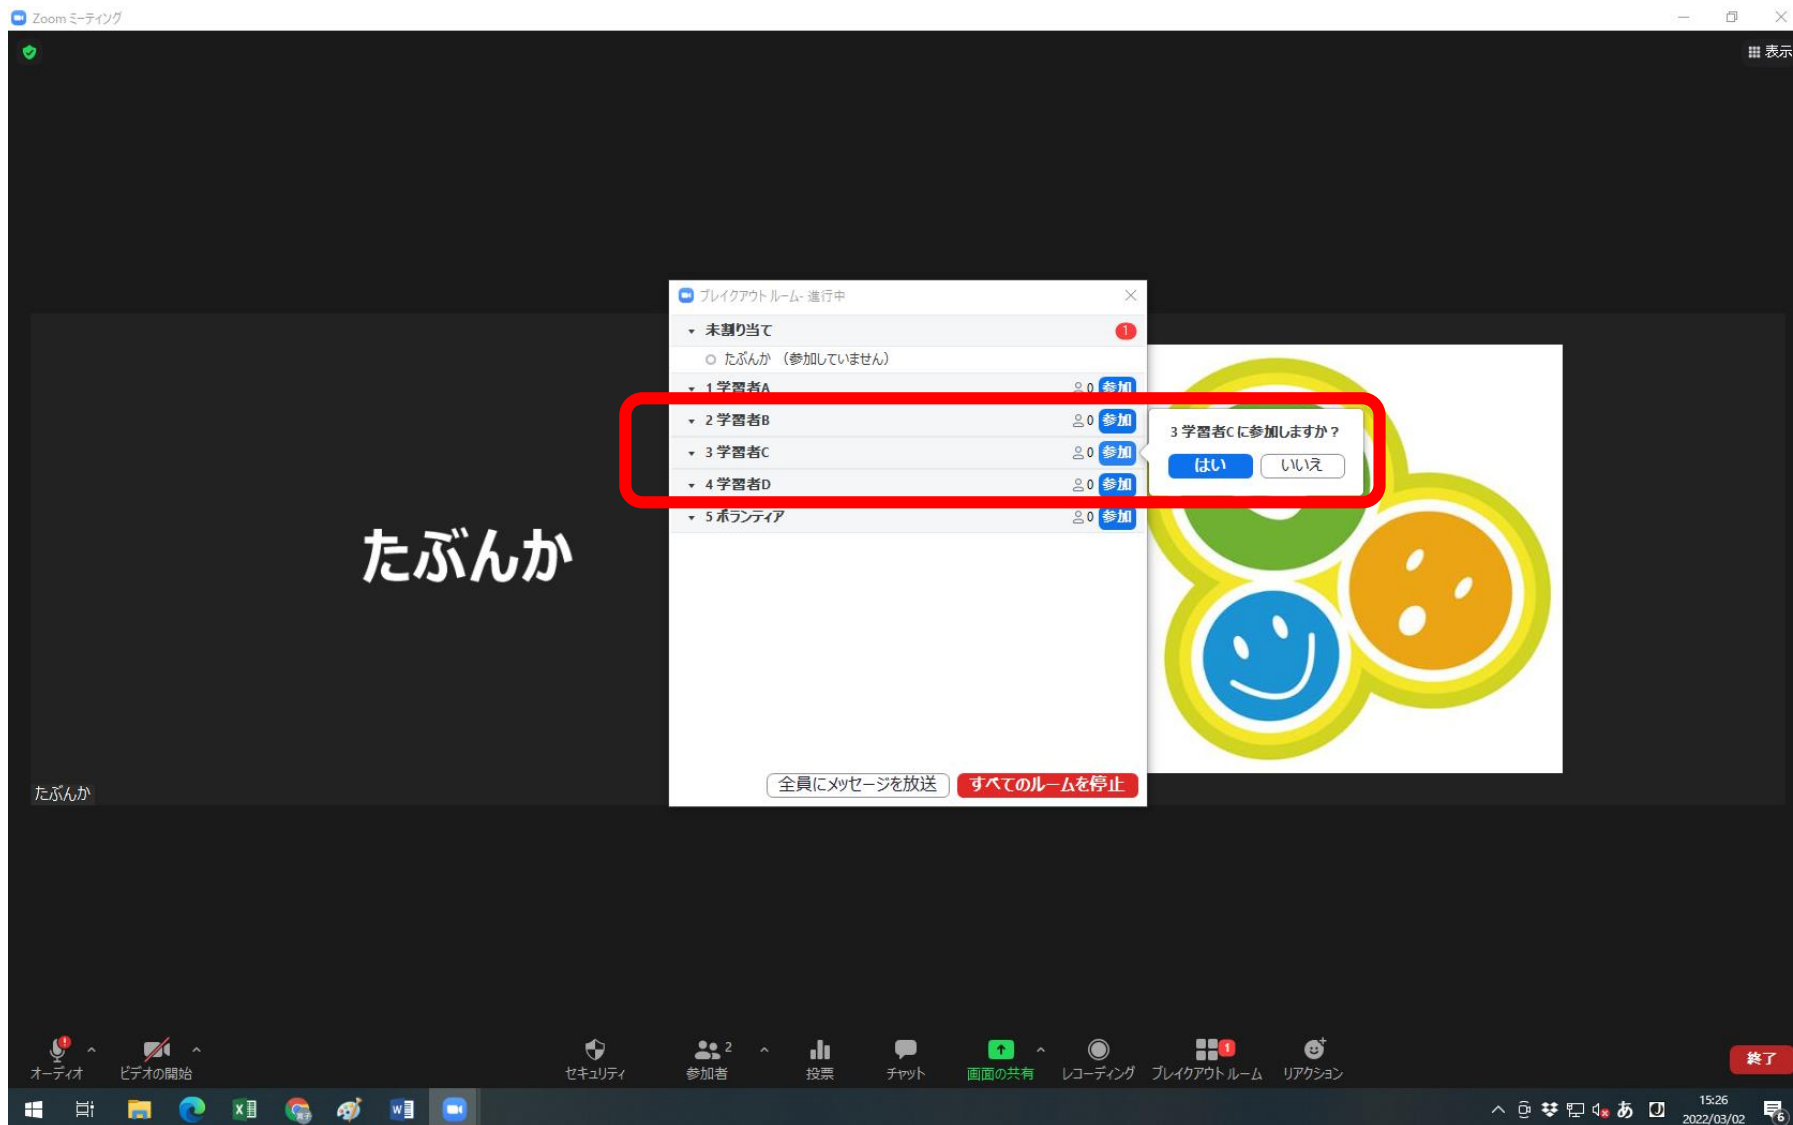 Zoom ミーティング
表示
ブレイクアウト ルーム- 進行中
未割り当て
1
たぶんか （参加していません）
1 学習者A
0 参加
2 学習者B
0 参加
3 学習者Cに参加しますか？
3 学習者C
0 参加
はい
いいえ
4 学習者D
0 参加
5 ボランティア
0 参加
たぶんか
全員にメッセージを放送
すべてのルームを停止
たぶんか
オーディオ
ビデオの開始
セキュリティ
2
参加者
投票
チャット
画面の共有
レコーディング
1
ブレイクアウト ルーム
リアクション
終了
あ
15:26
2022/03/02
6